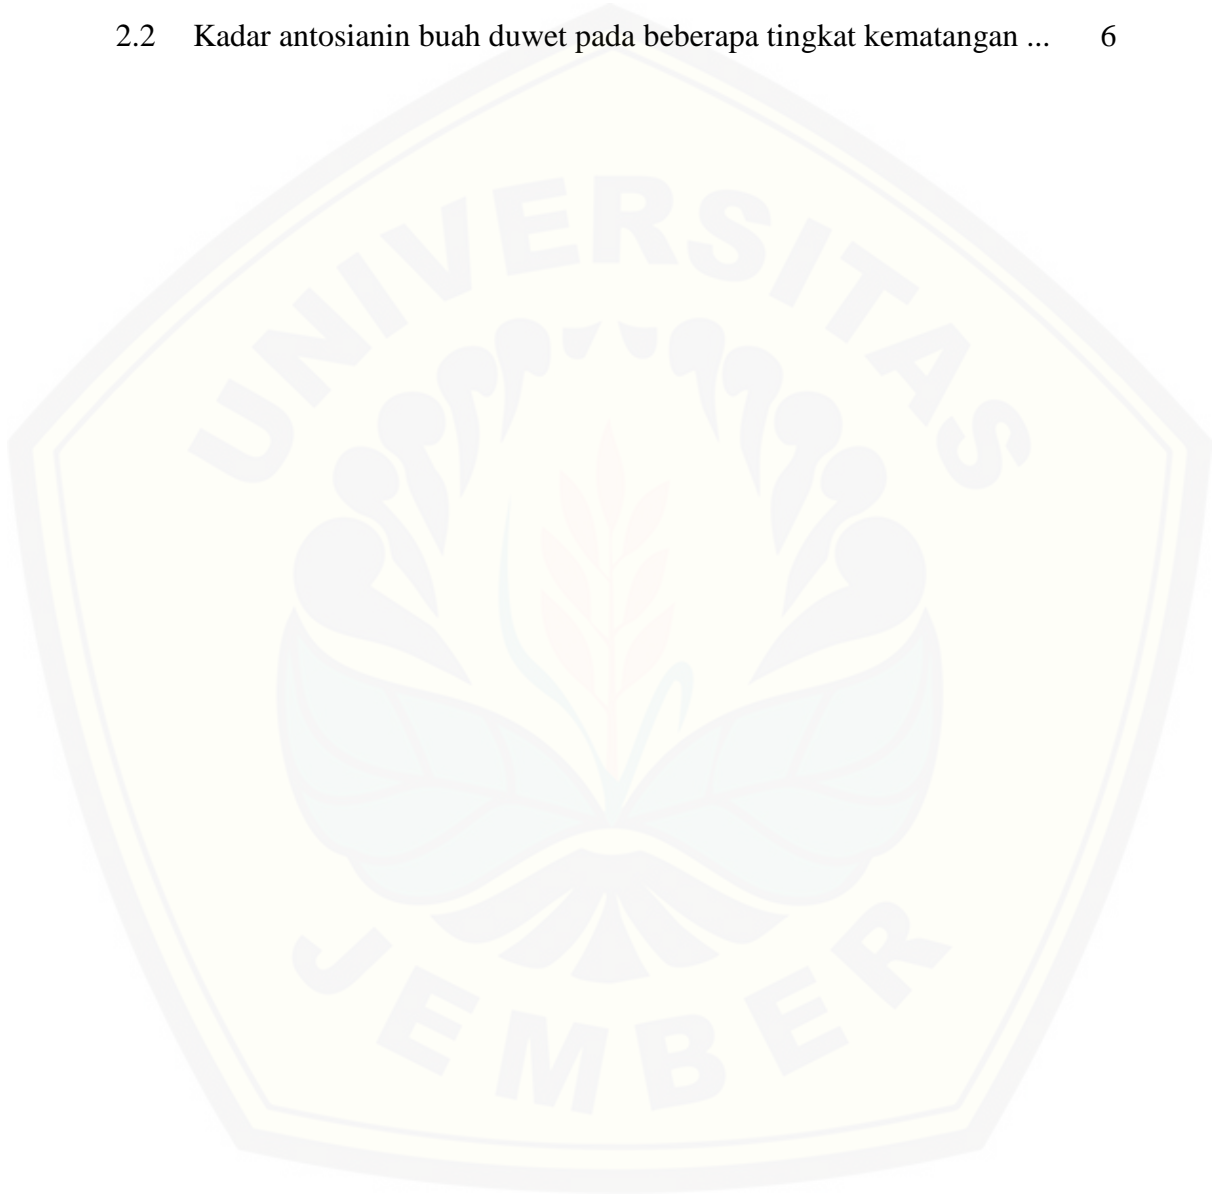 2.2 Kadar antosianin buah duwet pada beberapa tingkat kematangan ... 6
UNIVERSITAS
JEMBER